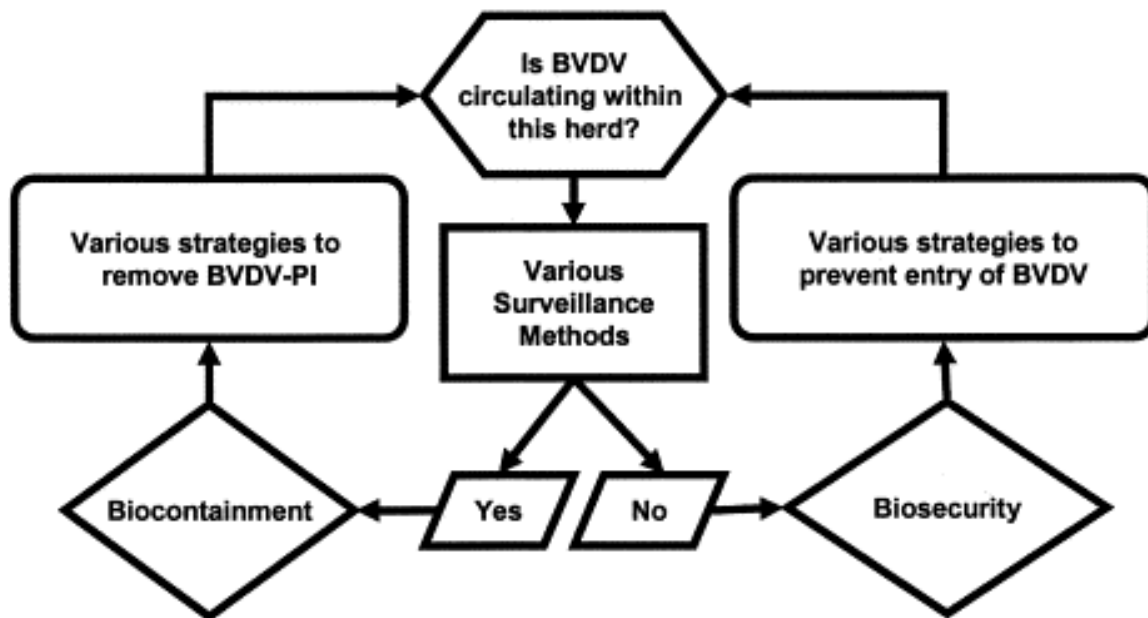 Is BVDV
circulating within
this herd?
Various strategies to
remove BVDV-PI
Various
Surveillance
Methods
Various strategies to
prevent entry of BVDV
Biocontainment
Yes
No
Biosecurity